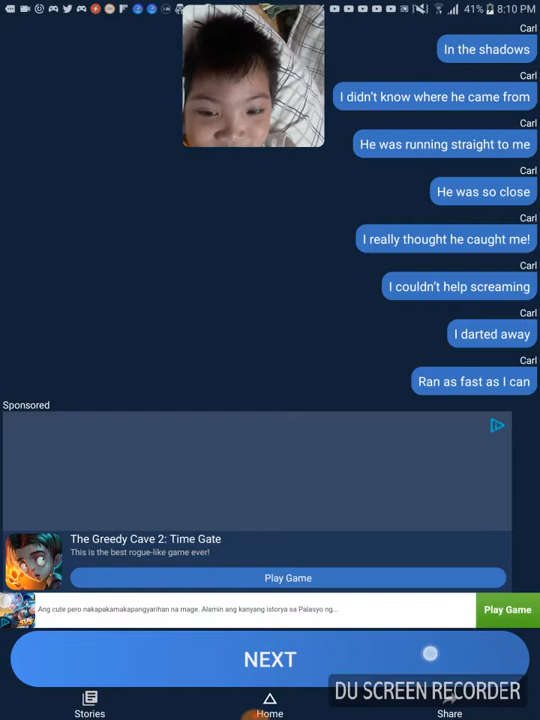 41% 8:10 PM
Carl
In the shadows
Carl
I didn't know where he came from
Carl
He was running straight to me
Carl
He was so close
Carl
I really thought he caught me!
Carl
I couldn't help screaming
Carl
I darted away
Carl
Ran as fast as I can
Sponsored
The Greedy Cave 2: Time Gate
This is the best rogue-like game ever!
Play Game
Ang cute pero nakapakamakapangyarihan na mage. Alamin ang kanyang istorya sa Palasyo ng...
Play Game
NEXT
DU SCREEN RECORDER
Stories
Home
Share